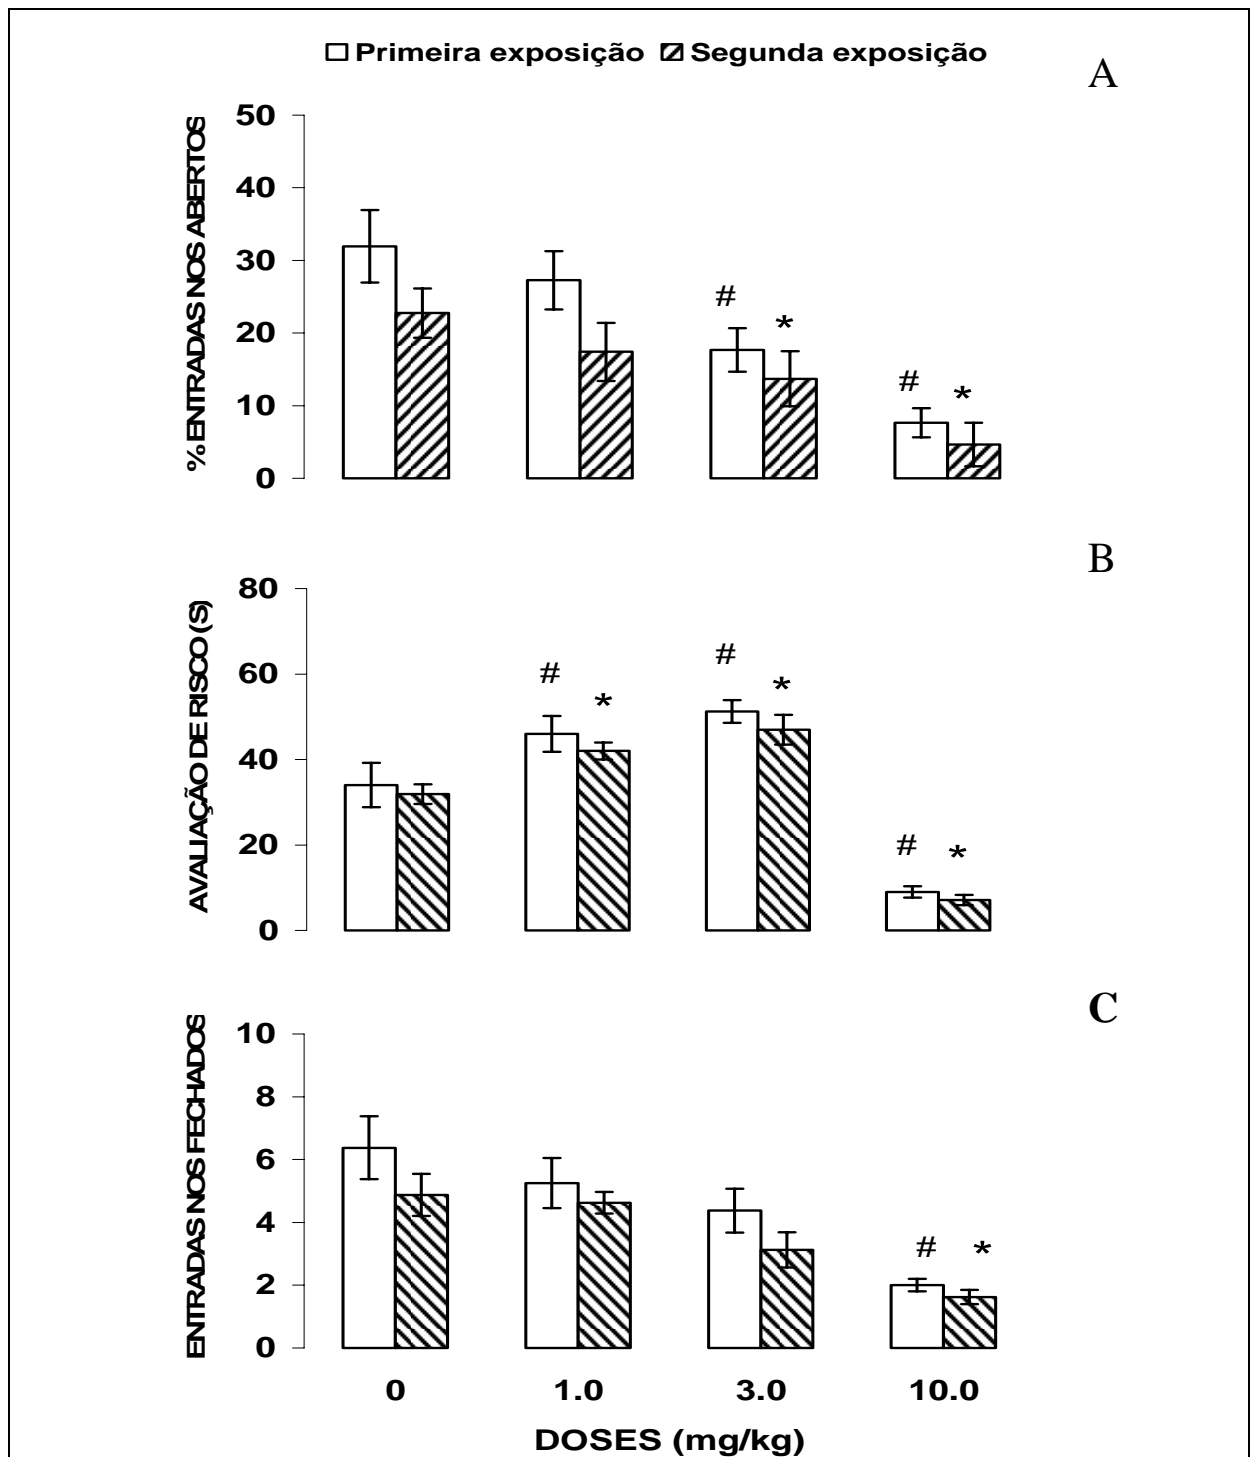 Primeira exposição Segunda exposição
A
% ENTRADAS NOS ABERTOS
50
40
30
20
10
0
# * # *
B
AVALIAÇÃO DE RISCO (S)
80
60
40
20
0
# * # * # *
C
ENTRADAS NOS FECHADOS
10
8
6
4
2
0
# *
0 1.0 3.0 10.0
DOSES (mg/kg)